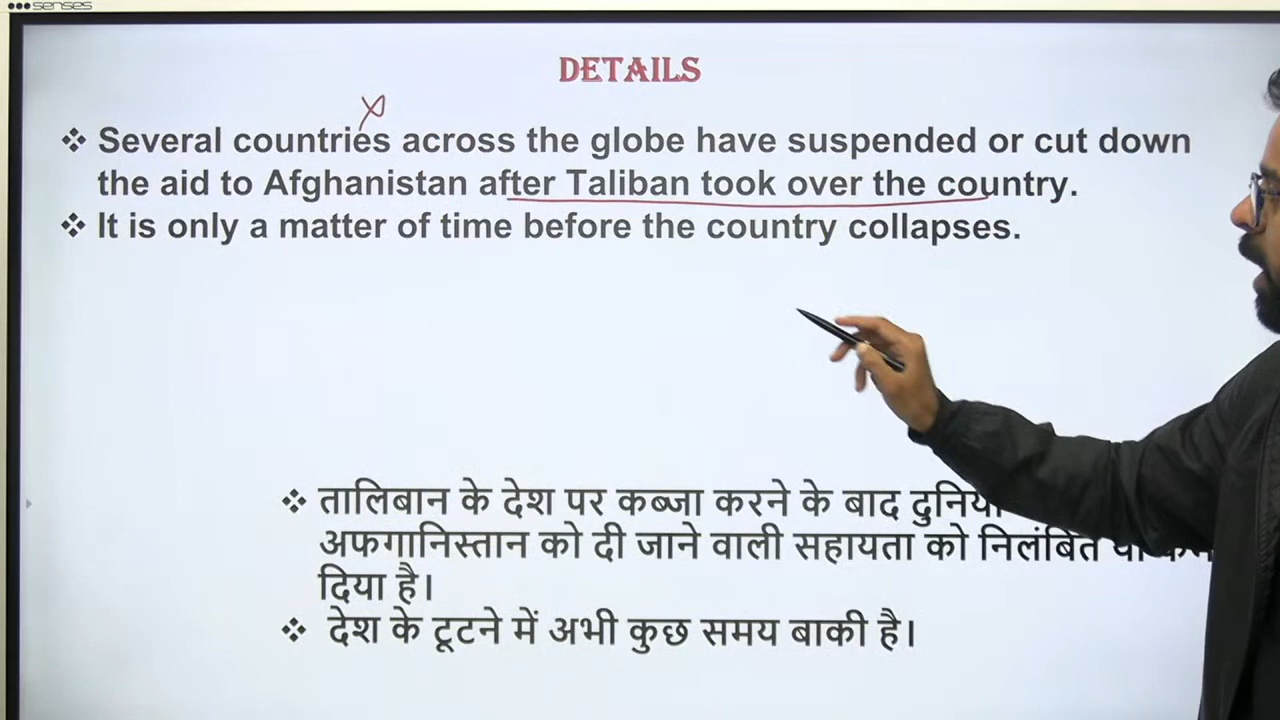 senses
DETAILS
❖ Several countries across the globe have suspended or cut down
the aid to Afghanistan after Taliban took over the country.
❖ It is only a matter of time before the country collapses.
❖ तालिबान के देश पर कब्जा करने के बाद दुनिया
अफगानिस्तान को दी जाने वाली सहायता को निलंबित
दिया है।
❖ देश के टूटने में अभी कुछ समय बाकी है।